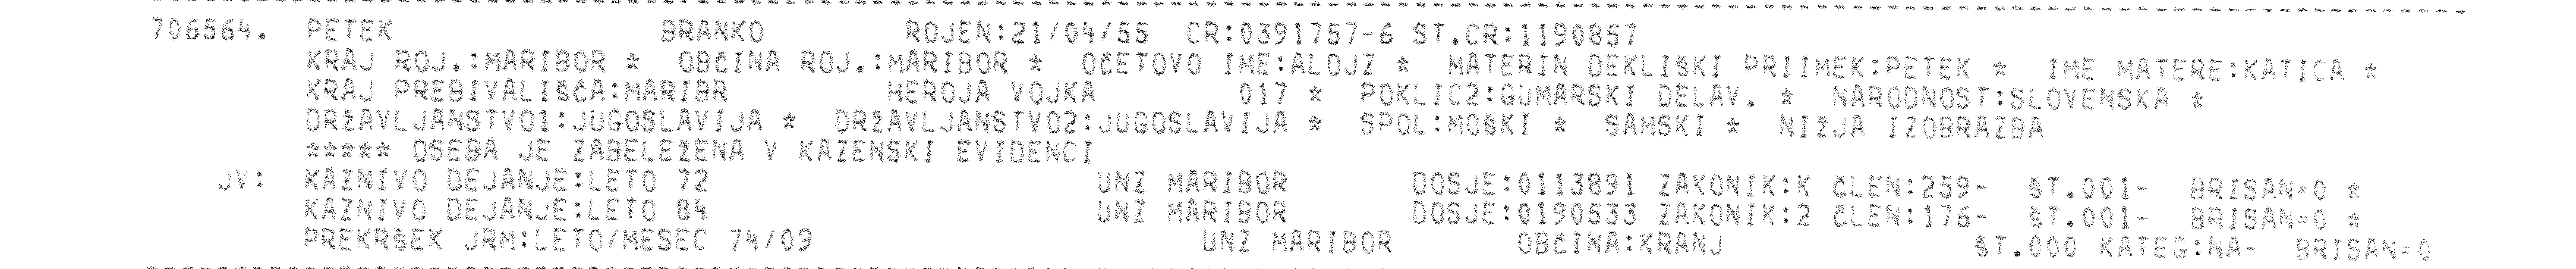 706564. PETEK BRANKO ROJEN:21/04/55 CR:0391757-6 ST.CR:1190857
KRAJ ROJ.:MARIBOR * OBČINA ROJ.:MARIBOR * OČETOVO IME:ALOJZ * MATERIN DEKLIŠKI PRIIMEK:PETEK * IME MATERE:KATICA *
KRAJ PREBIVALIŠČA:MARIBR HEROJA VOJKA 017 * POKLIC2:GUMARSKI DELAV. * NARODNOST:SLOVENSKA *
DRŽAVLJANSTVO1:JUGOSLAVIJA * DRŽAVLJANSTVO2:JUGOSLAVIJA * SPOL:MOŠKI * SAMSKI * NIŽJA IZOBRAZBA
***** OSEBA JE ZABELEŽENA V KAZENSKI EVIDENCI
JV: KAZNIVO DEJANJE:LETO 72 UNZ MARIBOR DOSJE:0113891 ZAKONIK:K ČLEN:259- ŠT.001- BRISAN=0 *
KAZNIVO DEJANJE:LETO 84 UNZ MARIBOR DOSJE:0190533 ZAKONIK:2 ČLEN:176- ŠT.001- BRISAN=0 *
PREKRŠEK JRM:LETO/MESEC 74/09 UNZ MARIBOR OBČINA:KRANJ ŠT.000 KATEG:NA- BRISAN=0